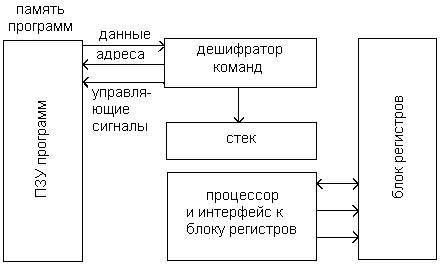 память
программ
ПЗУ программ
данные
адреса
управля-
ющие
сигналы
дешифратор
команд
стек
процессор
и интерфейс к
блоку регистров
блок регистров